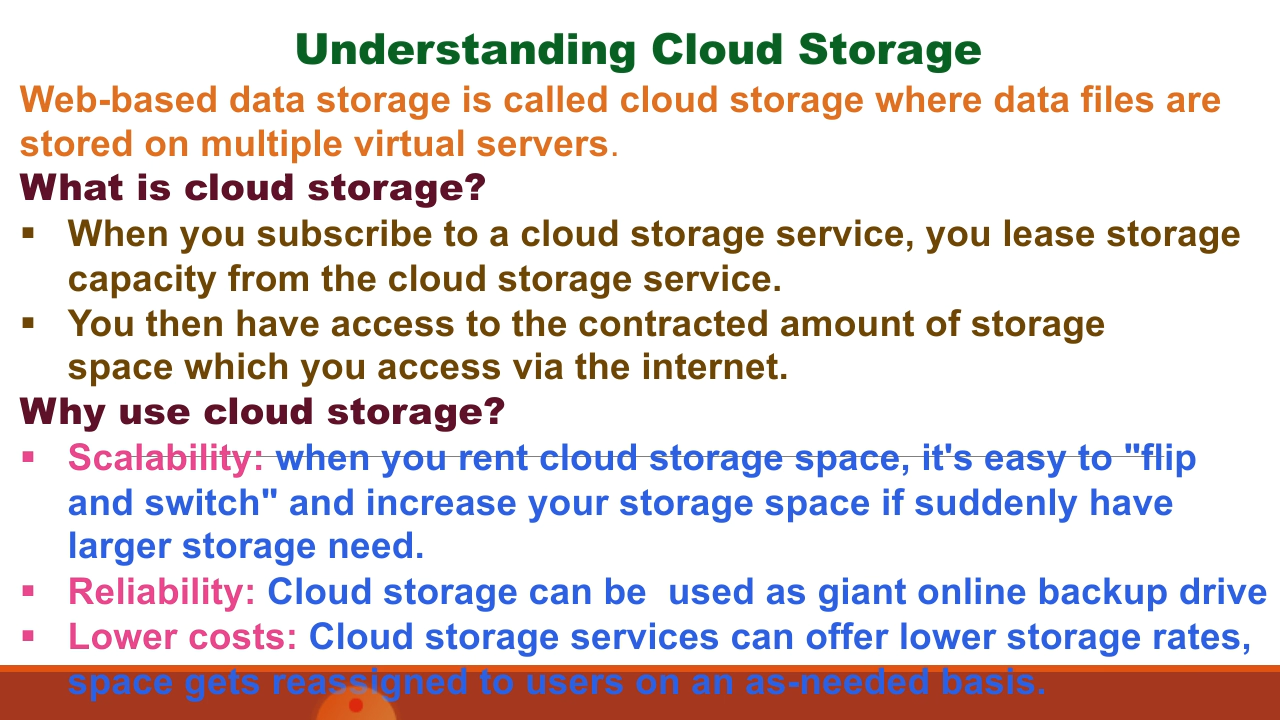 Understanding Cloud Storage
Web-based data storage is called cloud storage where data files are
stored on multiple virtual servers.
What is cloud storage?
▪ When you subscribe to a cloud storage service, you lease storage
capacity from the cloud storage service.
▪ You then have access to the contracted amount of storage
space which you access via the internet.
Why use cloud storage?
▪ Scalability: when you rent cloud storage space, it's easy to "flip
and switch" and increase your storage space if suddenly have
larger storage need.
▪ Reliability: Cloud storage can be  used as giant online backup drive
▪ Lower costs: Cloud storage services can offer lower storage rates,
space gets reassigned to users on an as-needed basis.